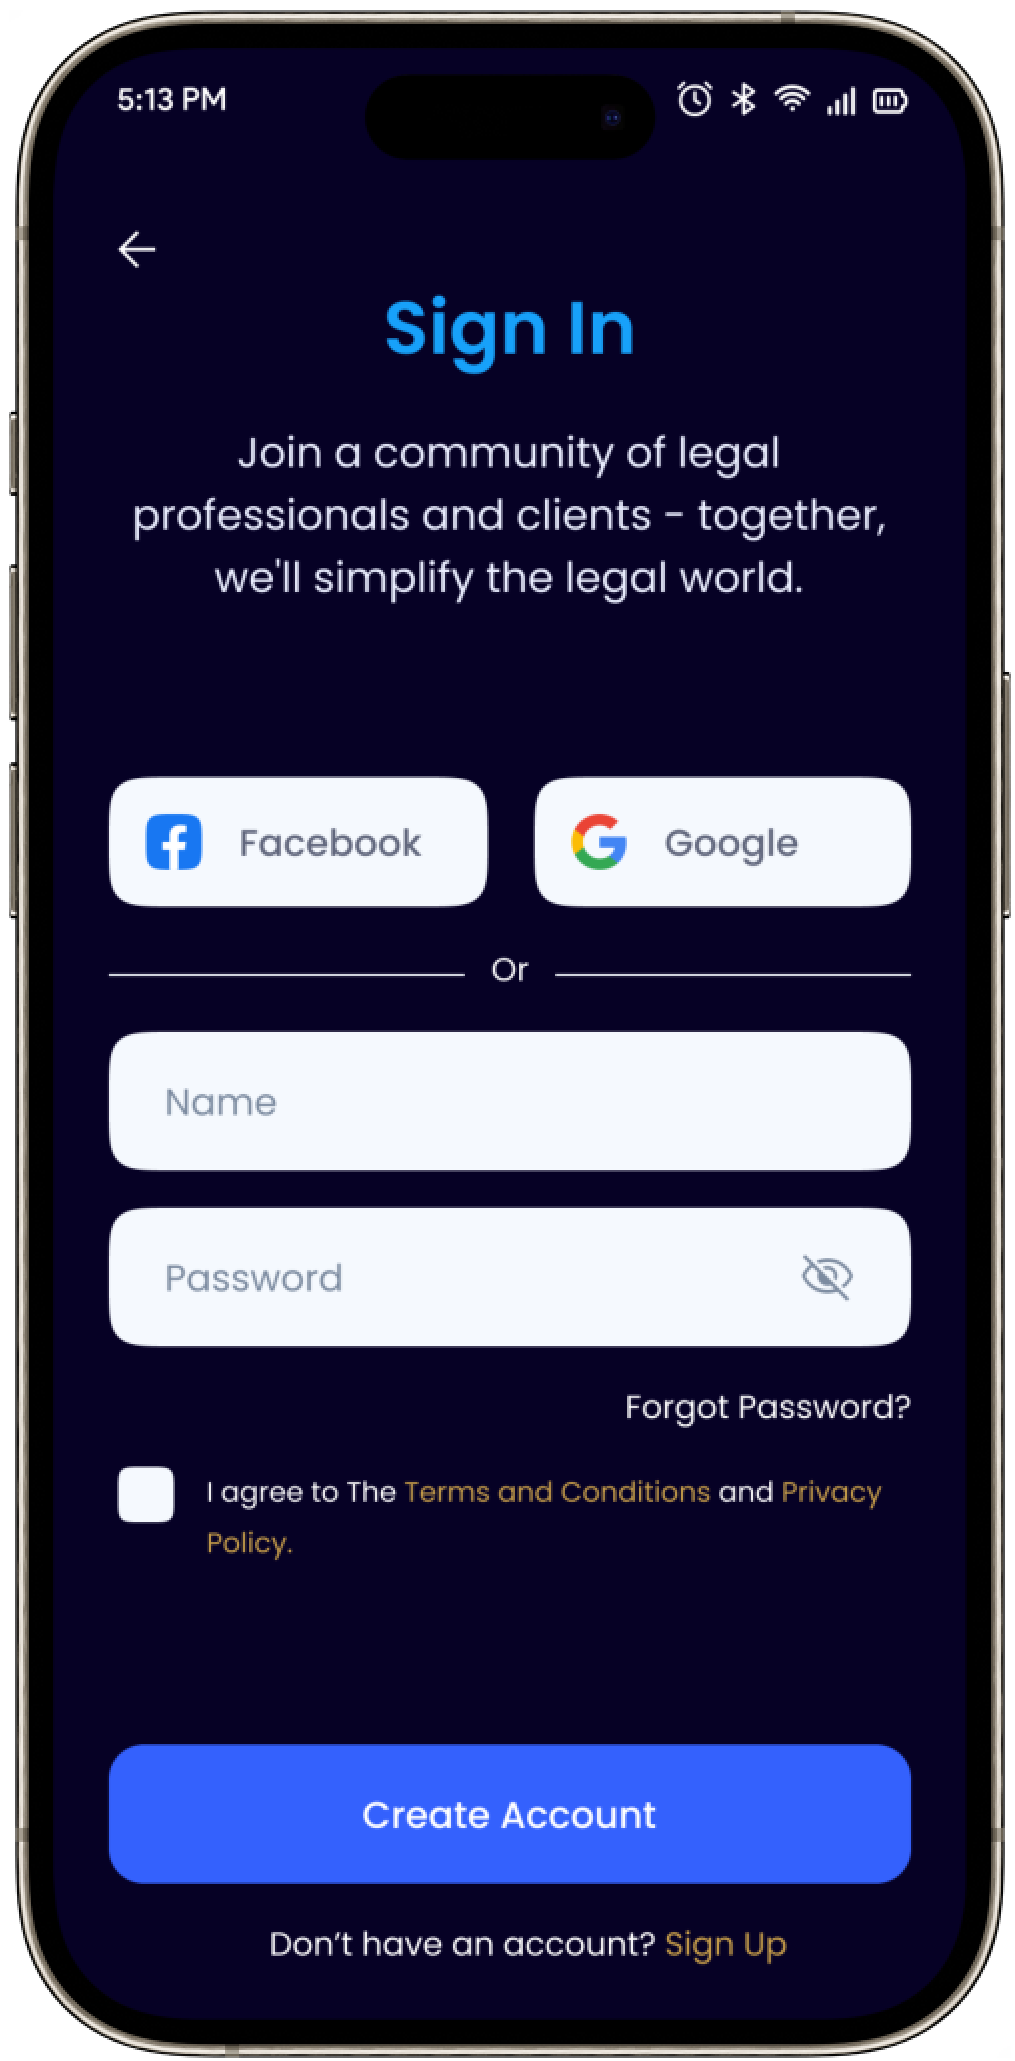 5:13 PM
Sign In
Join a community of legal
professionals and clients - together,
we'll simplify the legal world.
Facebook
Google
Or
Name
Password
Forgot Password?
I agree to The Terms and Conditions and Privacy
Policy.
Create Account
Don't have an account? Sign Up